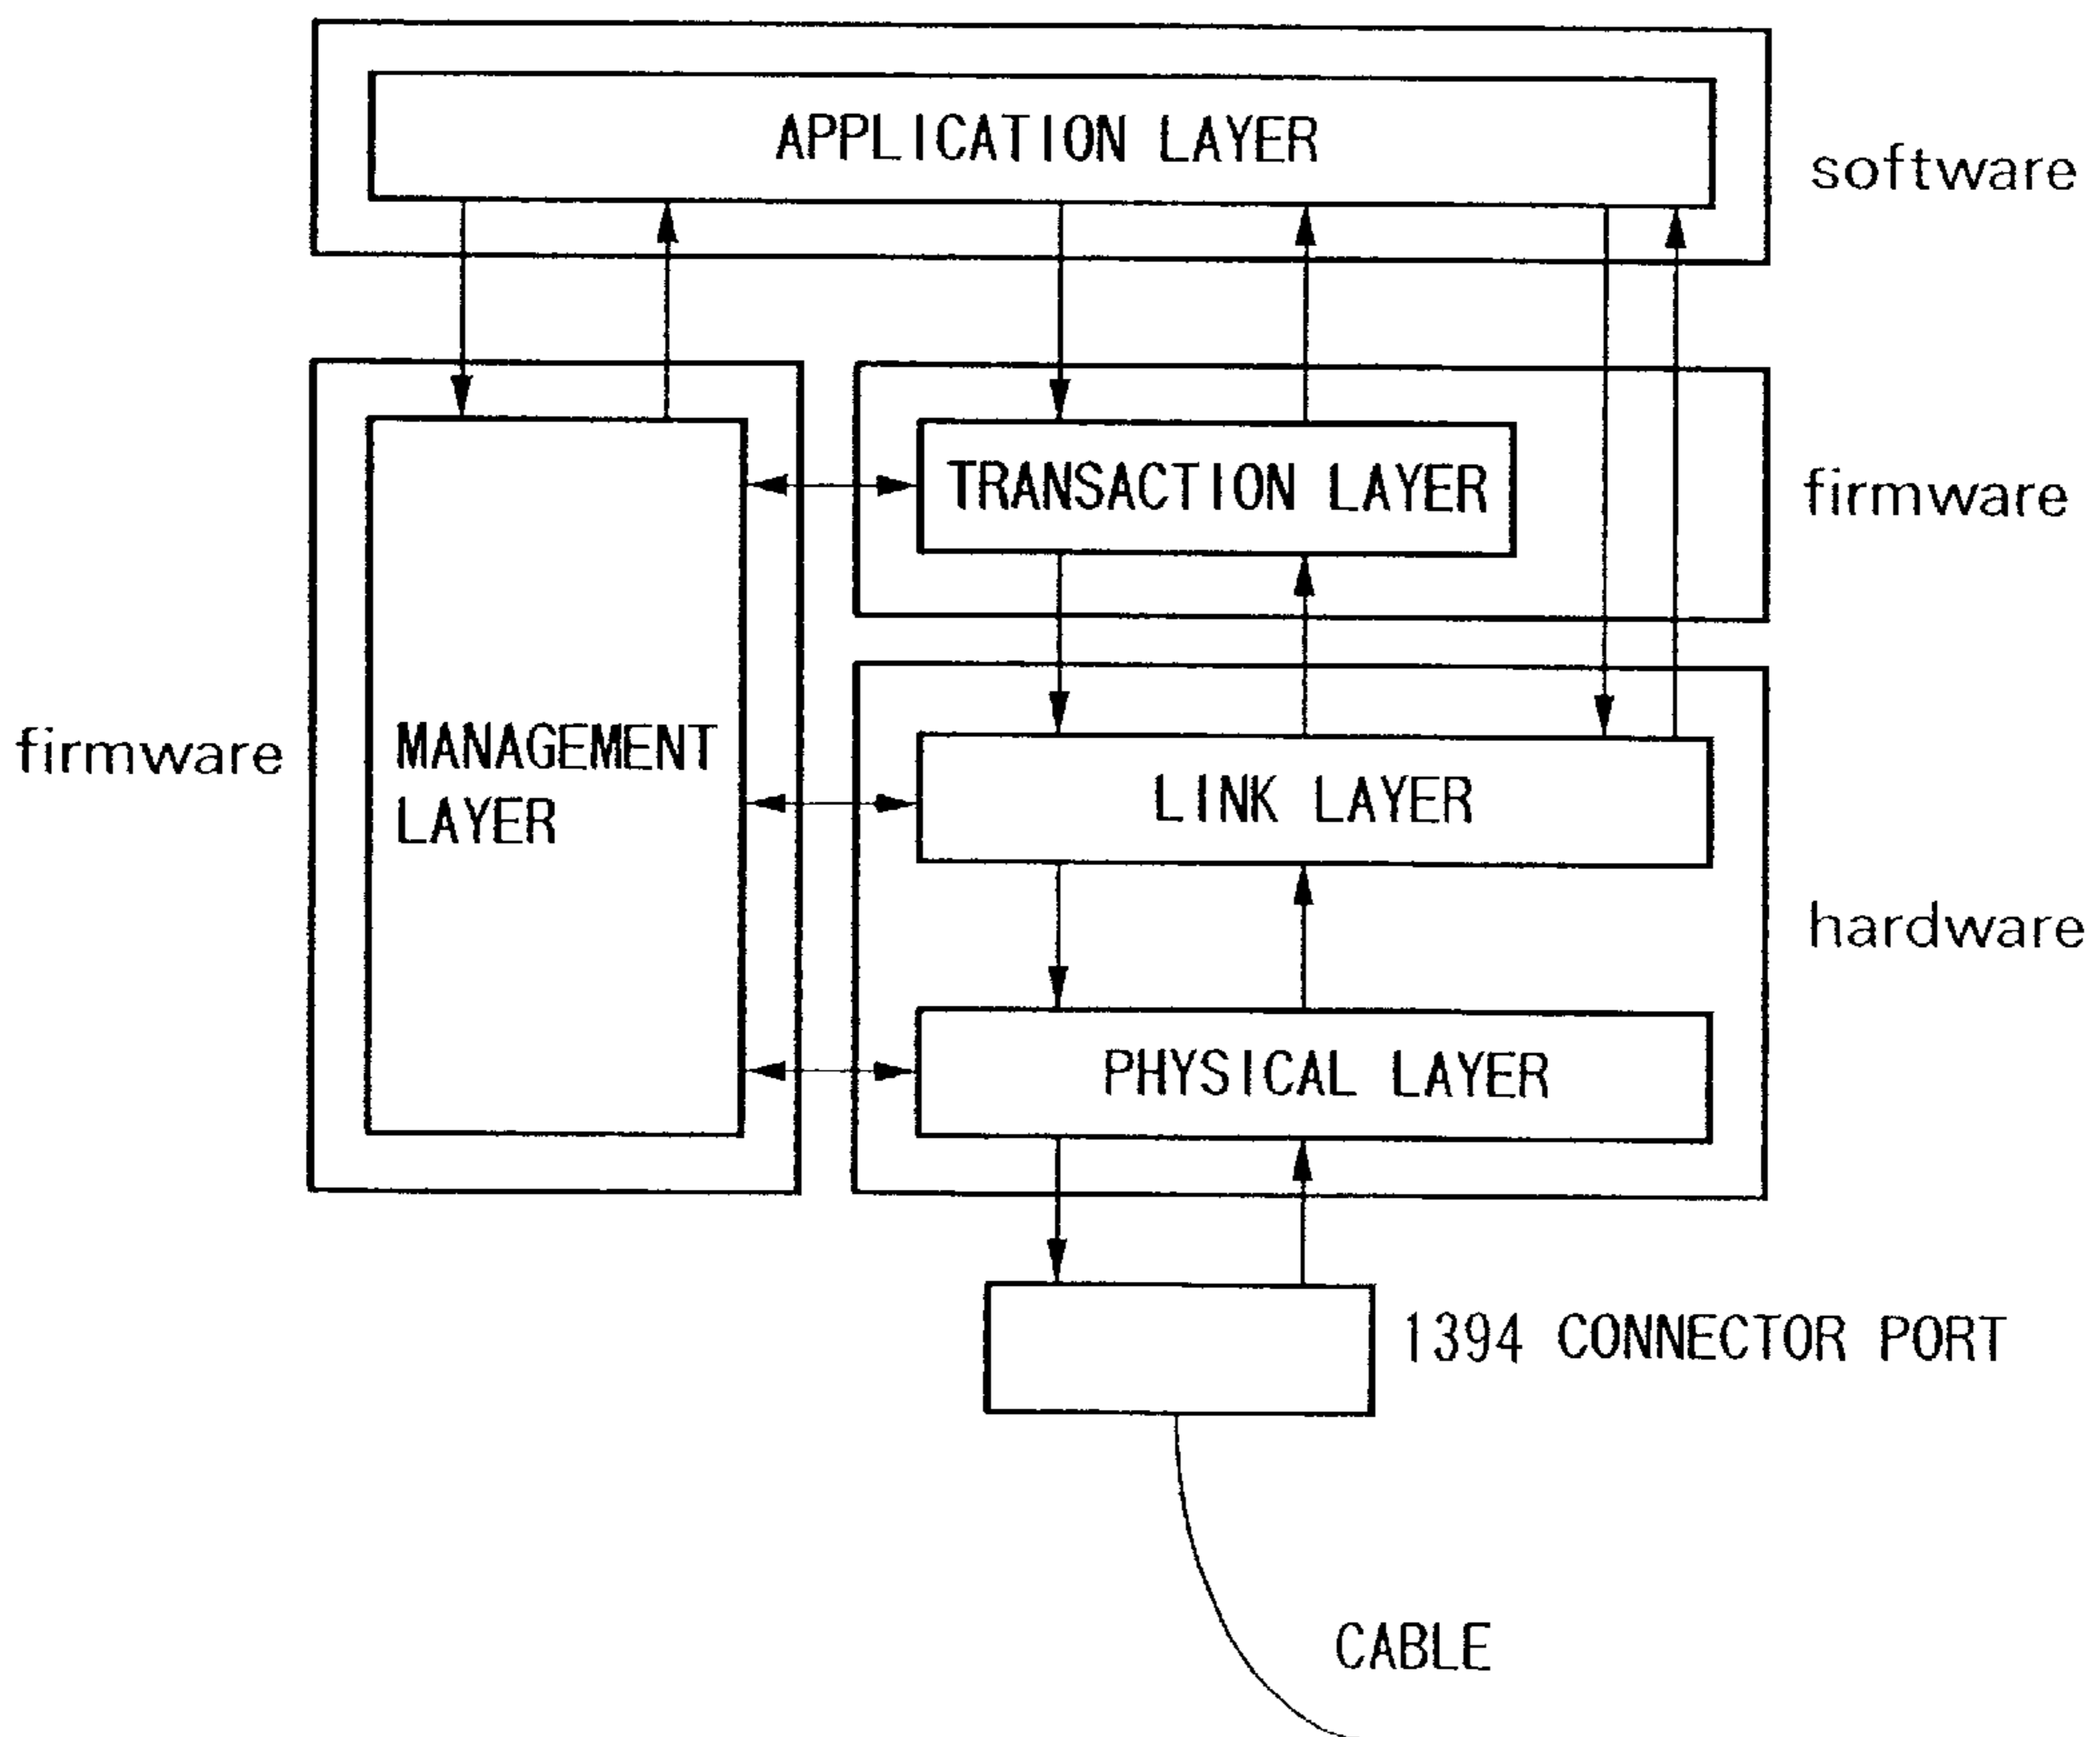 APPLICATION LAYER
software
TRANSACTION LAYER
firmware
firmware
MANAGEMENT
LAYER
LINK LAYER
hardware
PHYSICAL LAYER
1394 CONNECTOR PORT
CABLE